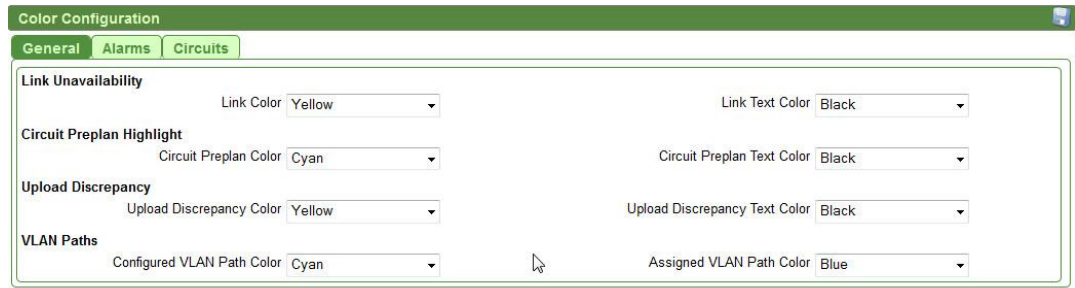 Color Configuration
General Alarms Circuits
Link Unavailability
Link Color Yellow Link Text Color Black
Circuit Preplan Highlight
Circuit Preplan Color Cyan Circuit Preplan Text Color Black
Upload Discrepancy
Upload Discrepancy Color Yellow Upload Discrepancy Text Color Black
VLAN Paths
Configured VLAN Path Color Cyan Assigned VLAN Path Color Blue